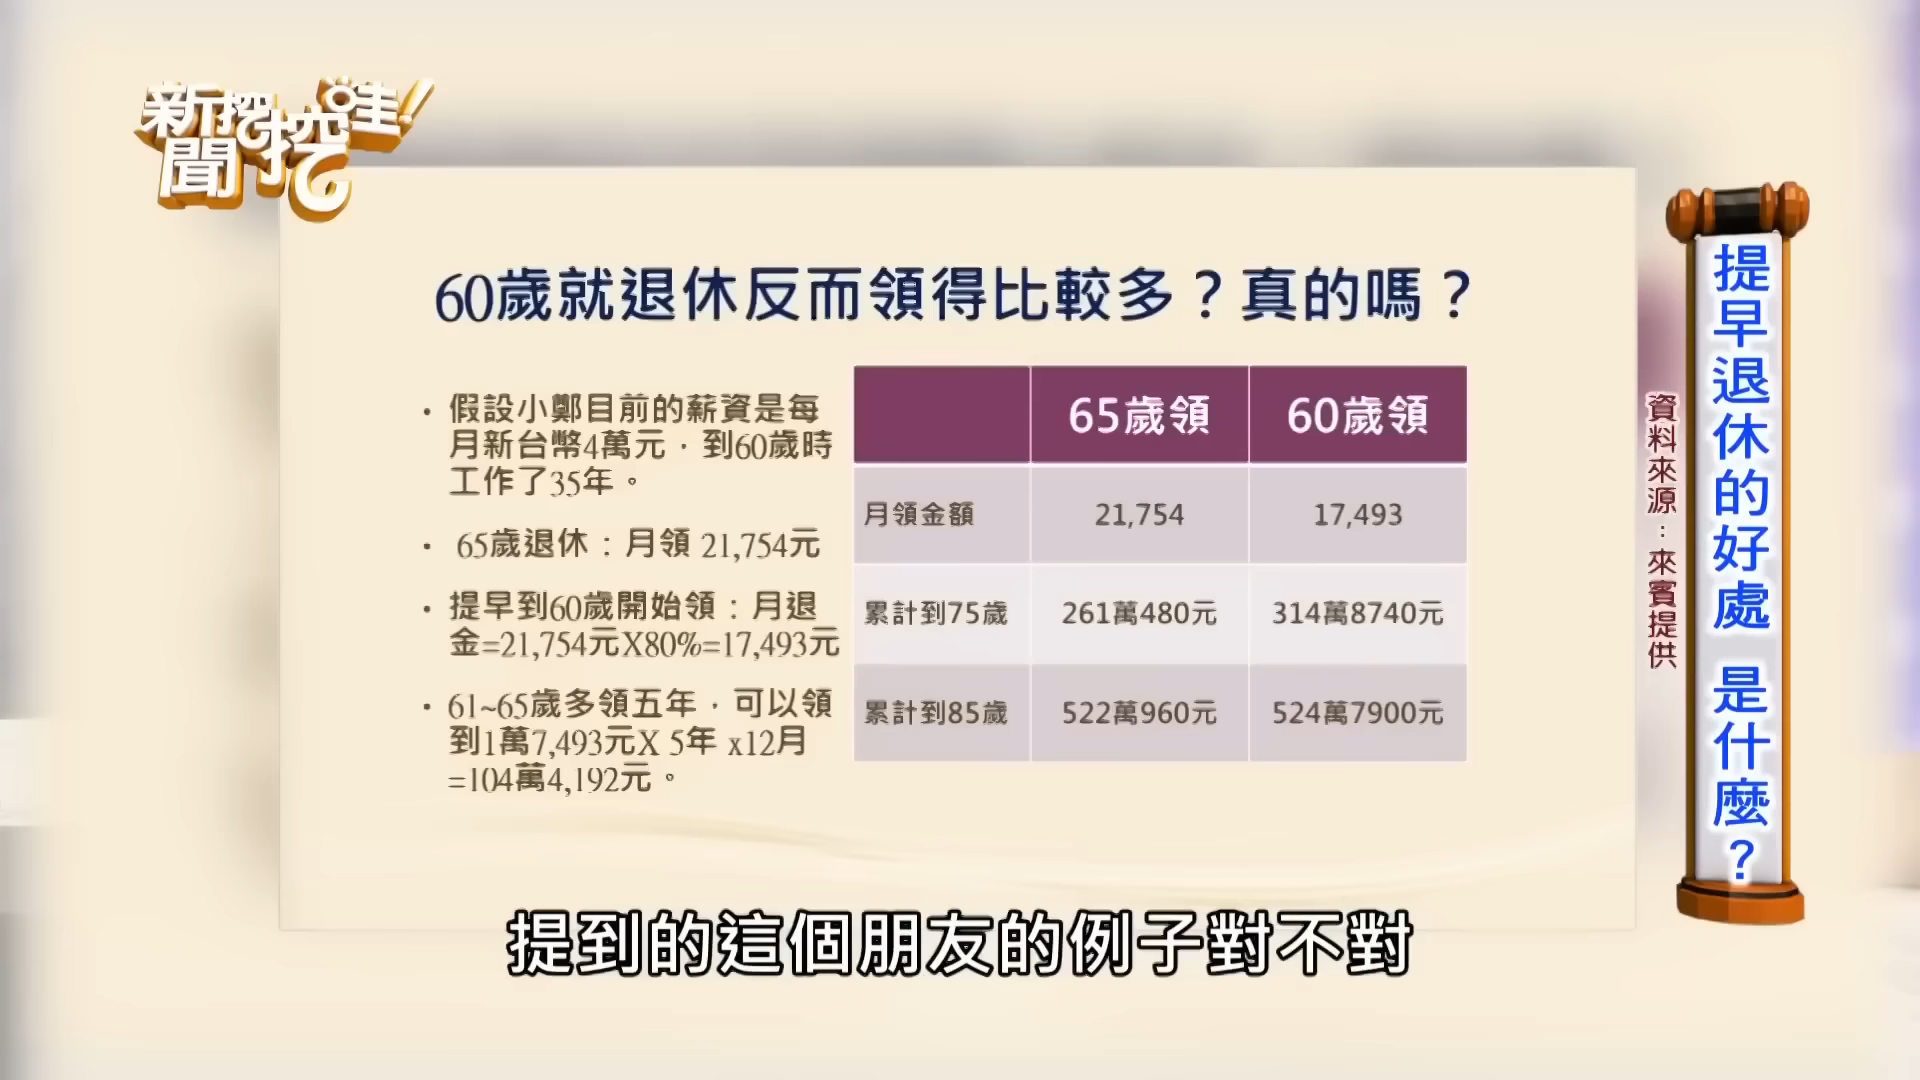 新聞挖挖哇！
60歲就退休反而領得比較多？真的嗎？
• 假設小鄭目前的薪資是每
月新台幣4萬元，到60歲時
工作了35年。
• 65歲退休：月領 21,754元
• 提早到60歲開始領：月退
金=21,754元X80%=17,493元
• 61~65歲多領五年，可以領
到1萬7,493元X 5年 x12月
=104萬4,192元。
65歲領 60歲領
月領金額 21,754 17,493
累計到75歲 261萬480元 314萬8740元
累計到85歲 522萬960元 524萬7900元
資料來源：來賓提供
提早退休的好處 是什麼？
提到的這個朋友的例子對不對